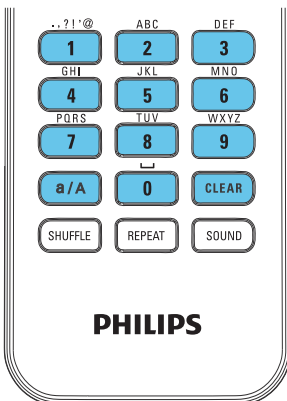 .,?!'@ ABC DEF
1 2 3
GHI JKL MNO
4 5 6
PQRS TUV WXYZ
7 8 9
␣
a/A 0 CLEAR
SHUFFLE REPEAT SOUND
PHILIPS